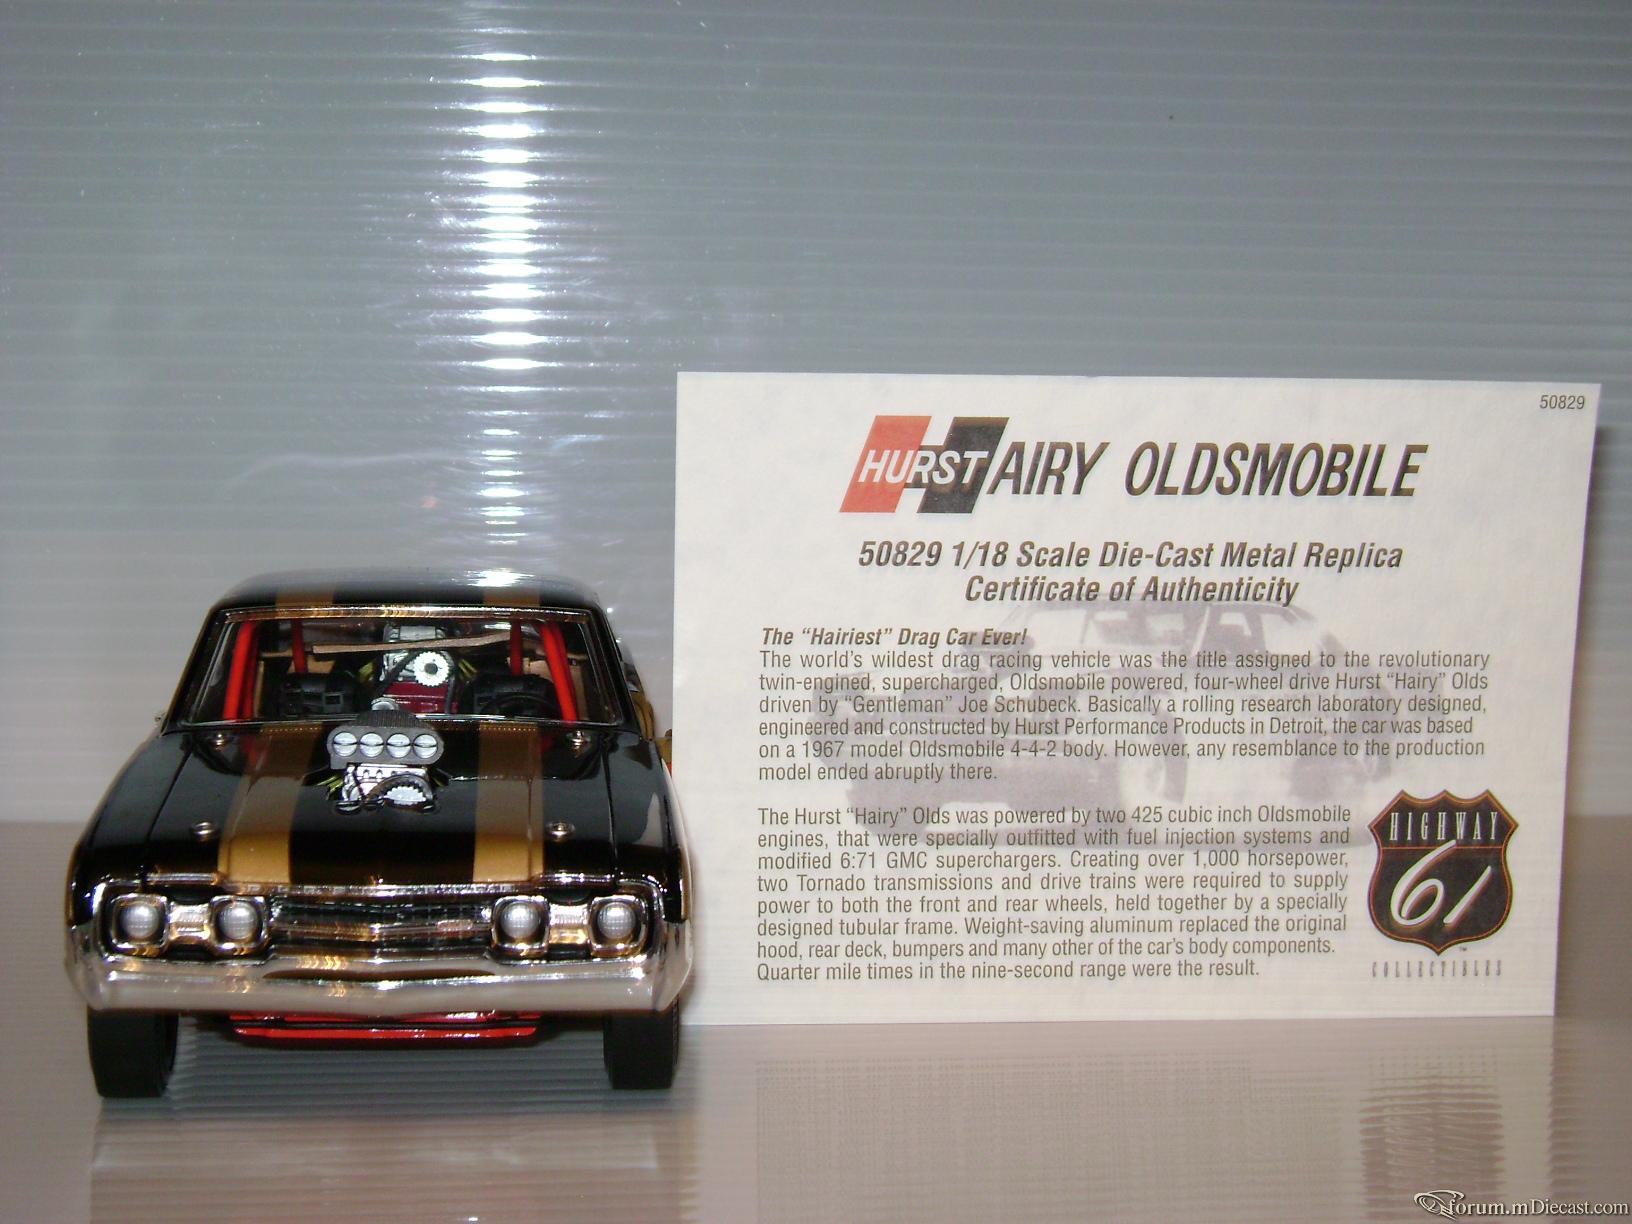 50829
HURST AIRY OLDSMOBILE
50829 1/18 Scale Die-Cast Metal Replica
Certificate of Authenticity
The “Hairiest” Drag Car Ever!
The world's wildest drag racing vehicle was the title assigned to the revolutionary
twin-engined, supercharged, Oldsmobile powered, four-wheel drive Hurst “Hairy” Olds
driven by “Gentleman” Joe Schubeck. Basically a rolling research laboratory designed,
engineered and constructed by Hurst Performance Products in Detroit, the car was based
on a 1967 model Oldsmobile 4-4-2 body. However, any resemblance to the production
model ended abruptly there.
The Hurst “Hairy” Olds was powered by two 425 cubic inch Oldsmobile
engines, that were specially outfitted with fuel injection systems and
modified 6:71 GMC superchargers. Creating over 1,000 horsepower,
two Tornado transmissions and drive trains were required to supply
power to both the front and rear wheels, held together by a specially
designed tubular frame. Weight-saving aluminum replaced the original
hood, rear deck, bumpers and many other of the car's body components.
Quarter mile times in the nine-second range were the result.
HIGHWAY
61
™
COLLECTIBLES
forum.mDiecast.com